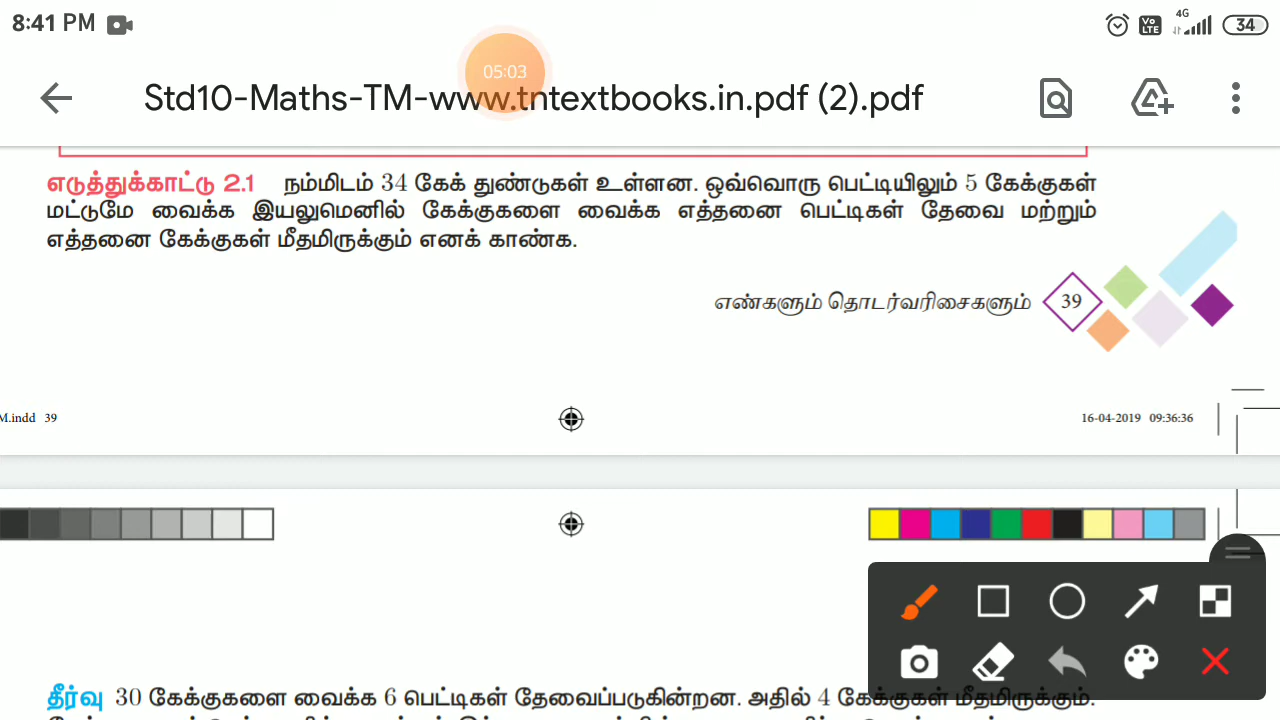 8:41 PM
4G
Vo LTE
34
05:03
Std10-Maths-TM-www.tntextbooks.in.pdf (2).pdf
எடுத்துக்காட்டு 2.1 நம்மிடம் 34 கேக் துண்டுகள் உள்ளன. ஒவ்வொரு பெட்டியிலும் 5 கேக்குகள்
மட்டுமே வைக்க இயலுமெனில் கேக்குகளை வைக்க எத்தனை பெட்டிகள் தேவை மற்றும்
எத்தனை கேக்குகள் மீதமிருக்கும் எனக் காண்க.
எண்களும் தொடர்வரிசைகளும் 39
M.indd 39
16-04-2019 09:36:36
தீர்வு 30 கேக்குகளை வைக்க 6 பெட்டிகள் தேவைப்படுகின்றன. அதில் 4 கேக்குகள் மீதமிருக்கும்.